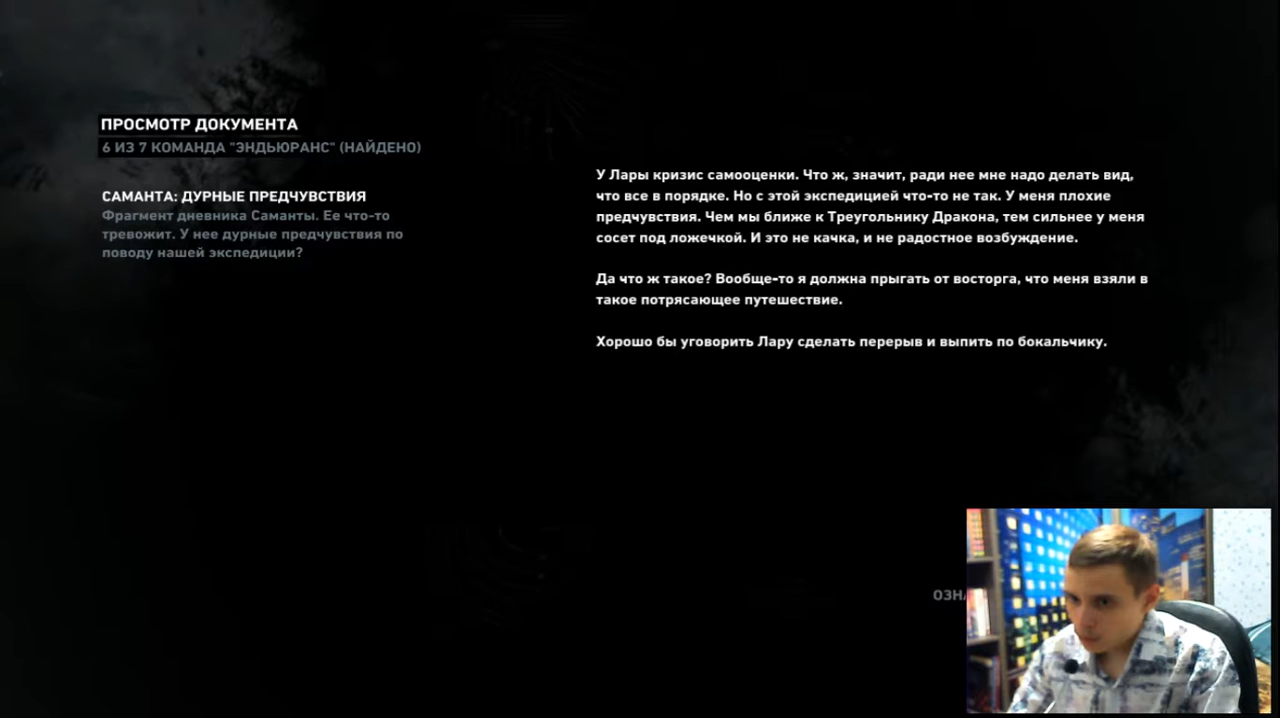 ПРОСМОТР ДОКУМЕНТА
6 ИЗ 7 КОМАНДА "ЭНДЬЮРАНС" (НАЙДЕНО)
САМАНТА: ДУРНЫЕ ПРЕДЧУВСТВИЯ
Фрагмент дневника Саманты. Ее что-то
тревожит. У нее дурные предчувствия по
поводу нашей экспедиции?
У Лары кризис самооценки. Что ж, значит, ради нее мне надо делать вид,
что все в порядке. Но с этой экспедицией что-то не так. У меня плохие
предчувствия. Чем мы ближе к Треугольнику Дракона, тем сильнее у меня
сосет под ложечкой. И это не качка, и не радостное возбуждение.
Да что ж такое? Вообще-то я должна прыгать от восторга, что меня взяли в
такое потрясающее путешествие.
Хорошо бы уговорить Лару сделать перерыв и выпить по бокальчику.